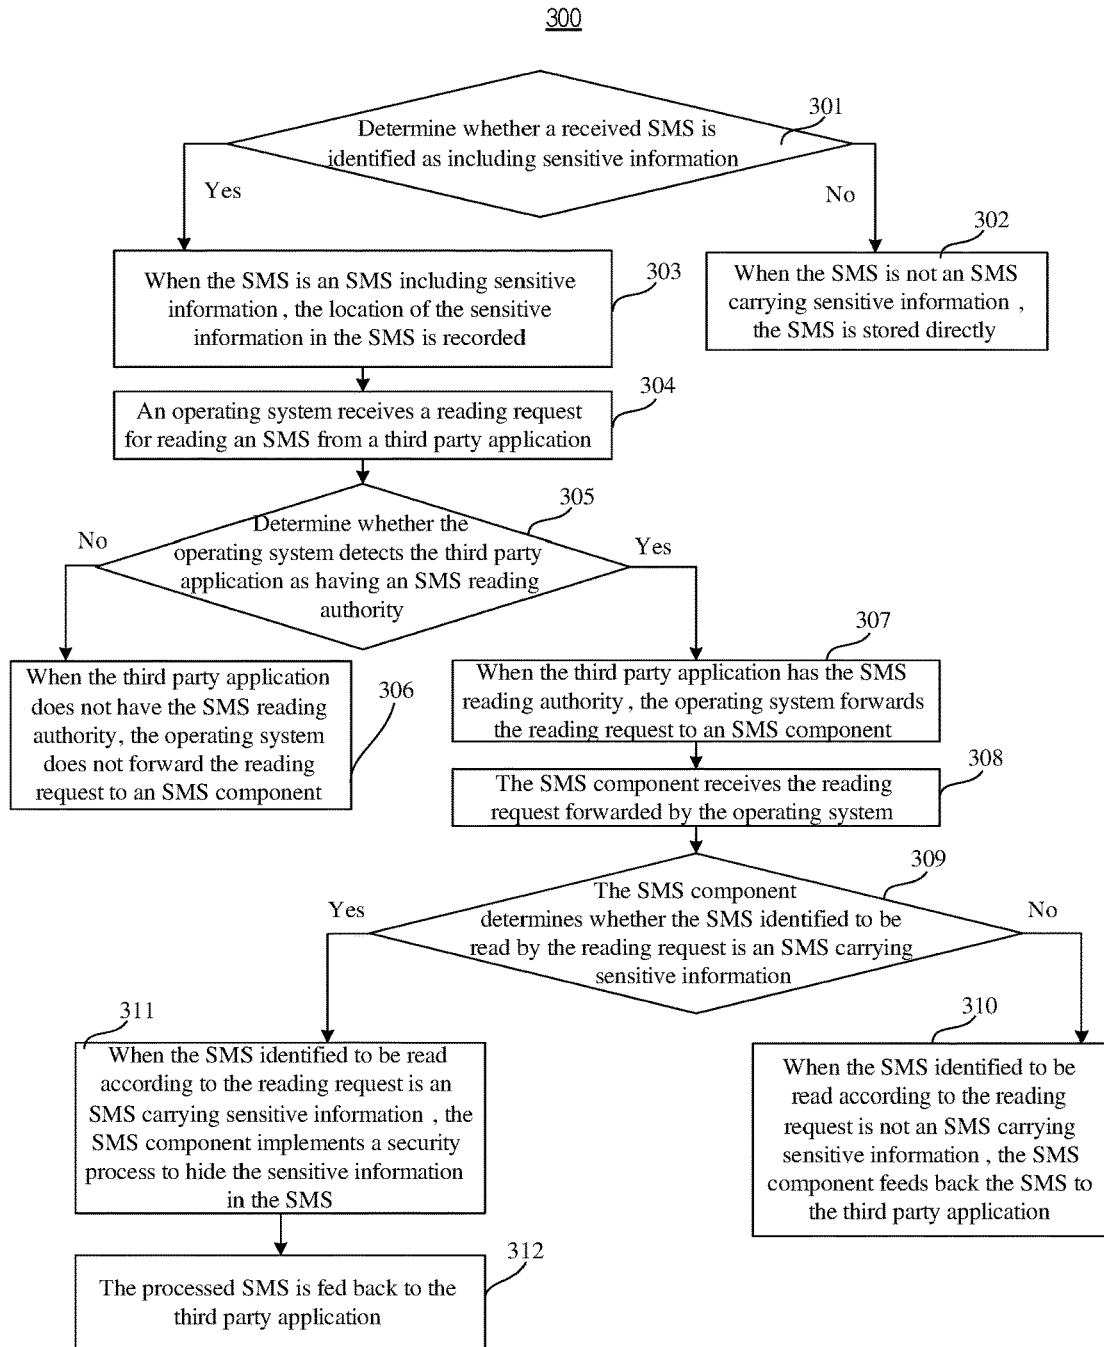 300
301
Determine whether a received SMS is
identified as including sensitive information
Yes
No
302
When the SMS is not an SMS
carrying sensitive information ,
the SMS is stored directly
303
When the SMS is an SMS including sensitive
information , the location of the sensitive
information in the SMS is recorded
304
An operating system receives a reading request
for reading an SMS from a third party application
305
Determine whether the
operating system detects the third party
application as having an SMS reading
authority
No
Yes
306
When the third party application
does not have the SMS reading
authority, the operating system
does not forward the reading
request to an SMS component
307
When the third party application has the SMS
reading authority , the operating system forwards
the reading request to an SMS component
308
The SMS component receives the reading
request forwarded by the operating system
309
The SMS component
determines whether the SMS identified to be
read by the reading request is an SMS carrying
sensitive information
Yes
No
311
When the SMS identified to be read
according to the reading request is an
SMS carrying sensitive information , the
SMS component implements a security
process to hide the sensitive information
in the SMS
310
When the SMS identified to be
read according to the reading
request is not an SMS carrying
sensitive information , the SMS
component feeds back the SMS to
the third party application
312
The processed SMS is fed back to the
third party application